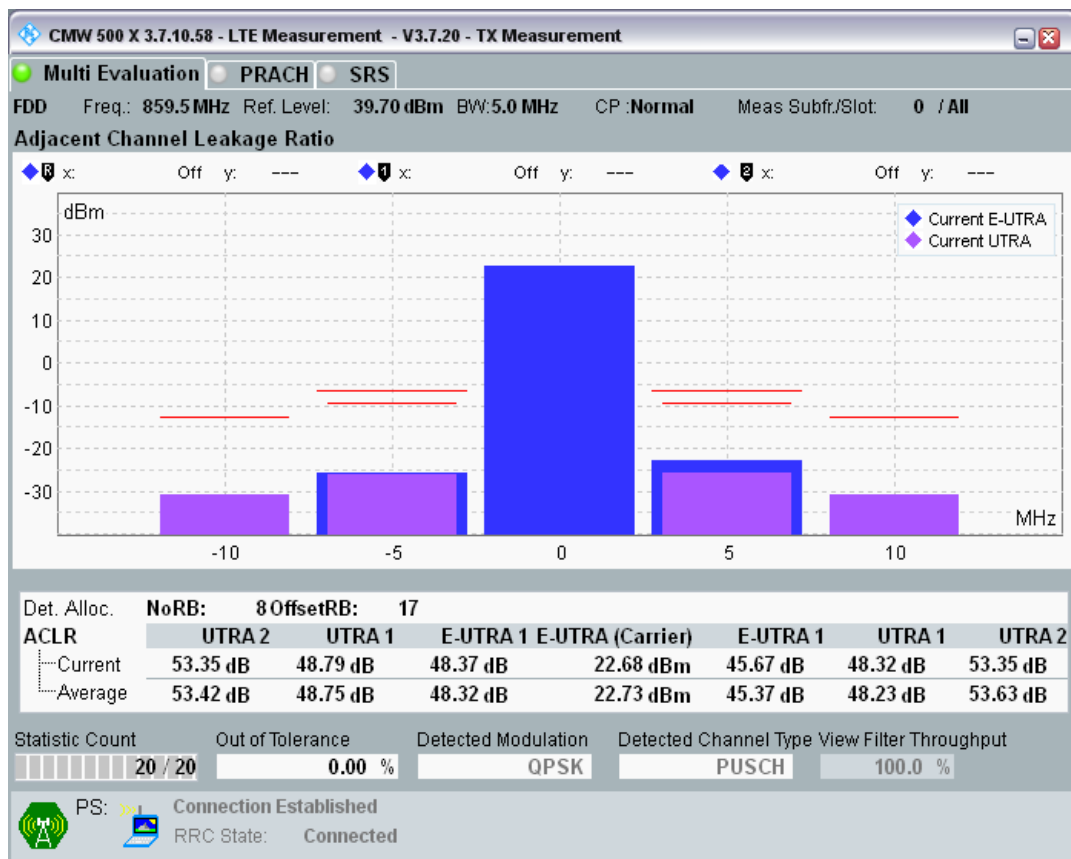 CMW 500 X 3.7.10.58 - LTE Measurement - V3.7.20 - TX Measurement
Multi Evaluation PRACH SRS
FDD Freq.: 859.5 MHz Ref. Level: 39.70 dBm BW:5.0 MHz CP :Normal Meas Subfr./Slot: 0 / All
Adjacent Channel Leakage Ratio
R x: Off y: --- 1 x: Off y: --- 2 x: Off y: ---
dBm
Current E-UTRA
Current UTRA
30
20
10
0
-10
-20
-30
MHz
-10 -5 0 5 10
Det. Alloc. NoRB: 8 OffsetRB: 17
ACLR UTRA 2 UTRA 1 E-UTRA 1 E-UTRA (Carrier) E-UTRA 1 UTRA 1 UTRA 2
Current 53.35 dB 48.79 dB 48.37 dB 22.68 dBm 45.67 dB 48.32 dB 53.35 dB
Average 53.42 dB 48.75 dB 48.32 dB 22.73 dBm 45.37 dB 48.23 dB 53.63 dB
Statistic Count Out of Tolerance Detected Modulation Detected Channel Type View Filter Throughput
20 / 20 0.00 % QPSK PUSCH 100.0 %
PS: Connection Established
RRC State: Connected